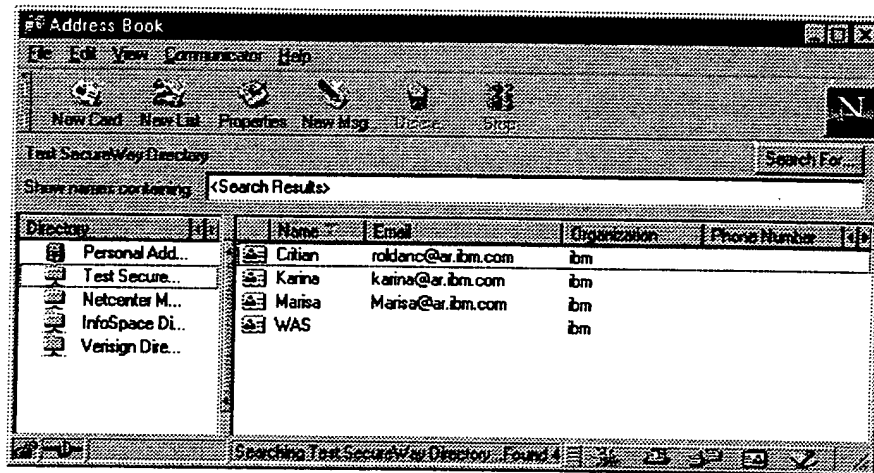 Address Book
File Edit View Communicator Help
New Card New List Properties New Msg Delete Stop
N
Test SecureWay Directory
Search For...
Show names containing <Search Results>
Directory Name Email Organization Phone Number
Personal Add...
Test Secure...
Netcenter M...
InfoSpace Di...
Verisign Dire...
Critian roldanc@ar.ibm.com ibm
Karina karina@ar.ibm.com ibm
Marisa Marisa@ar.ibm.com ibm
WAS ibm
Searching Test SecureWay Directory...Found 4